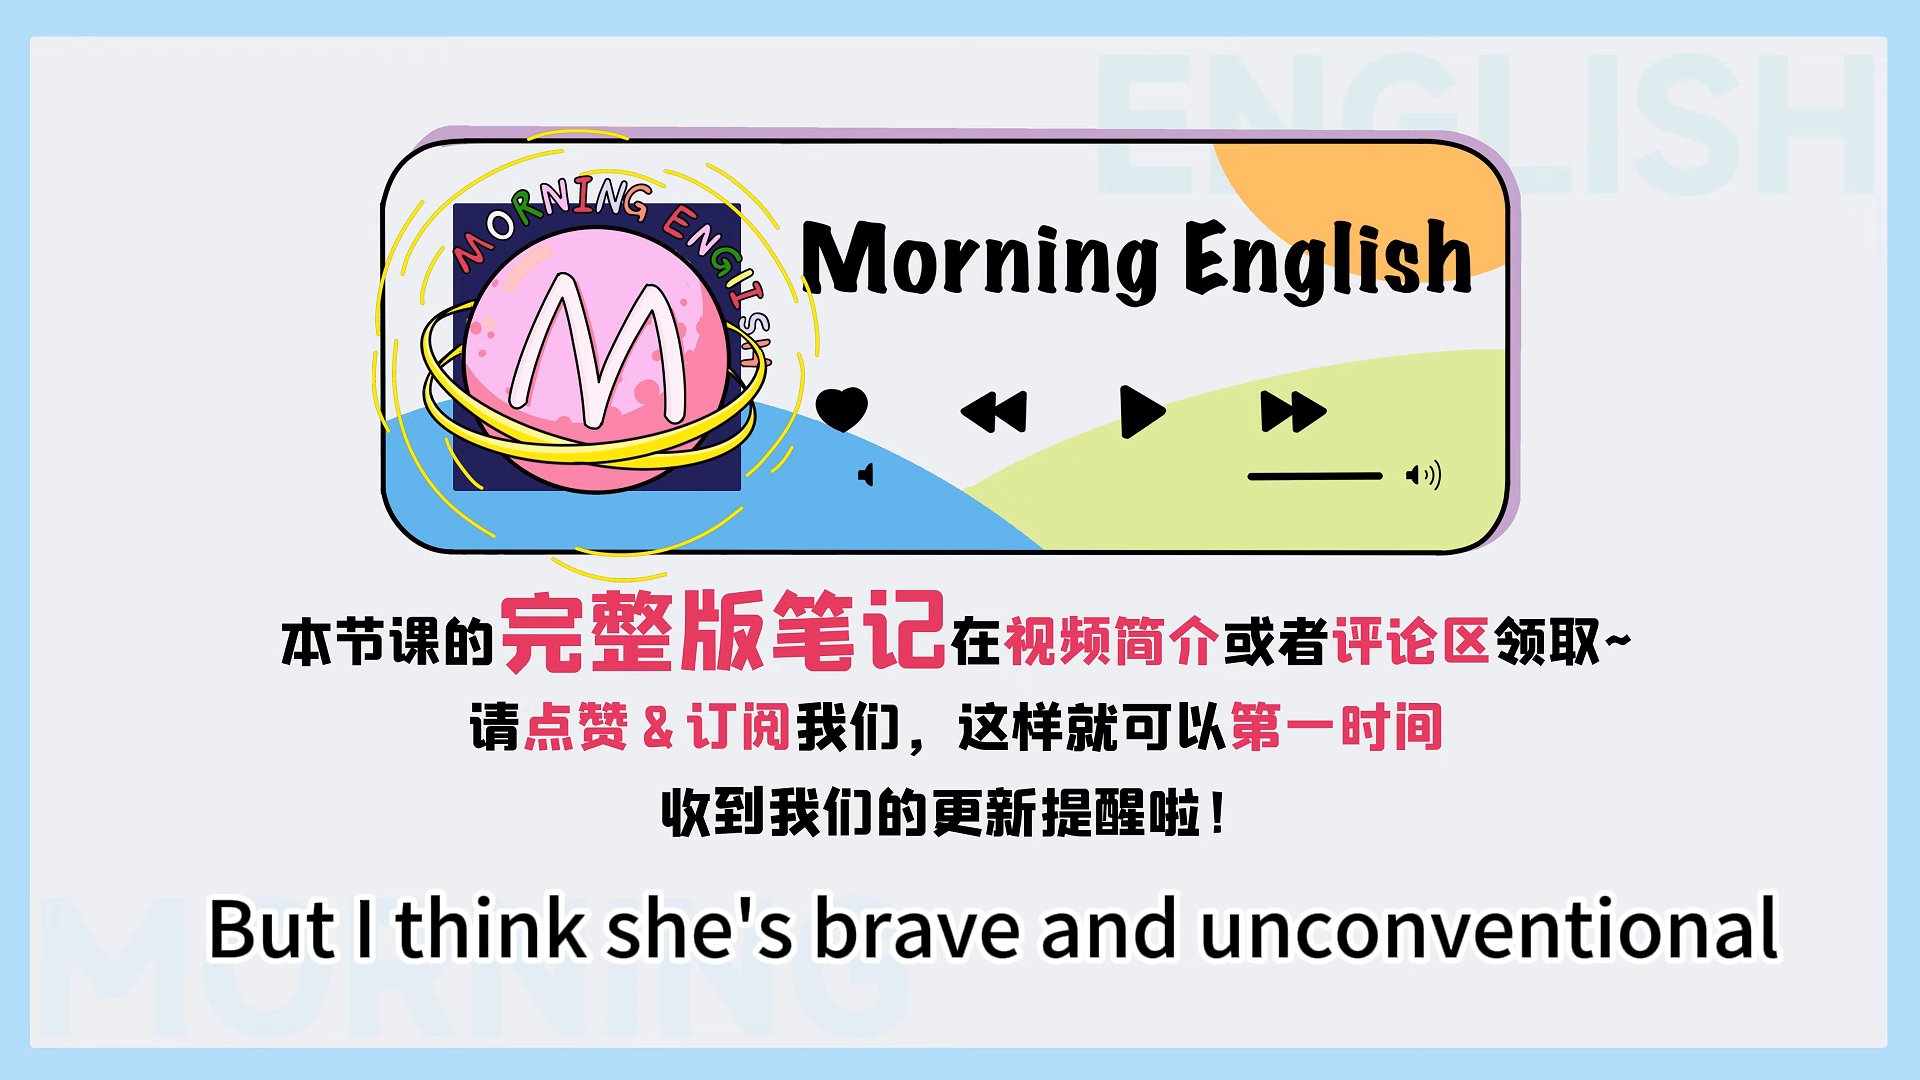 ENGLISH
MORNING ENGLISH
M
Morning English
本节课的完整版笔记在视频简介或者评论区领取~
请点赞&订阅我们，这样就可以第一时间
收到我们的更新提醒啦！
But I think she's brave and unconventional
MORNING